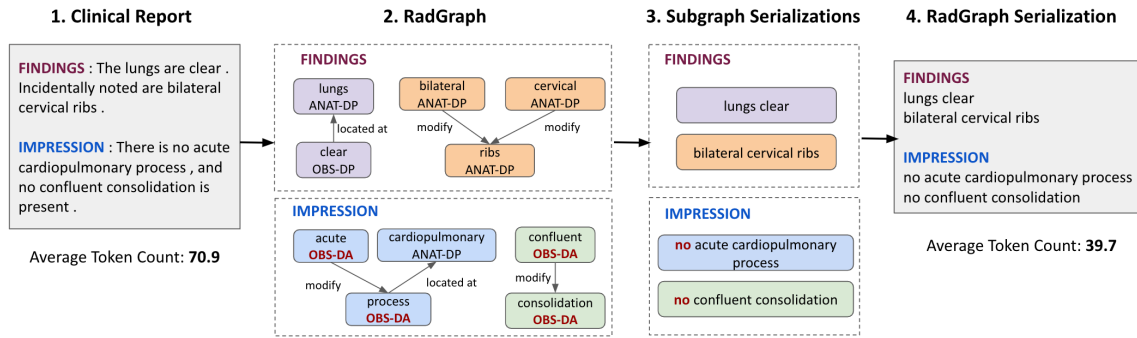 1. Clinical Report
FINDINGS : The lungs are clear .
Incidentally noted are bilateral
cervical ribs .
IMPRESSION : There is no acute
cardiopulmonary process , and
no confluent consolidation is
present .
Average Token Count: 70.9
2. RadGraph
FINDINGS
lungs
ANAT-DP
bilateral
ANAT-DP
cervical
ANAT-DP
located at
modify
modify
clear
OBS-DP
ribs
ANAT-DP
IMPRESSION
acute
OBS-DA
cardiopulmonary
ANAT-DP
confluent
OBS-DA
modify
located at
modify
process
OBS-DA
consolidation
OBS-DA
3. Subgraph Serializations
FINDINGS
lungs clear
bilateral cervical ribs
IMPRESSION
no acute cardiopulmonary
process
no confluent consolidation
4. RadGraph Serialization
FINDINGS
lungs clear
bilateral cervical ribs
IMPRESSION
no acute cardiopulmonary process
no confluent consolidation
Average Token Count: 39.7